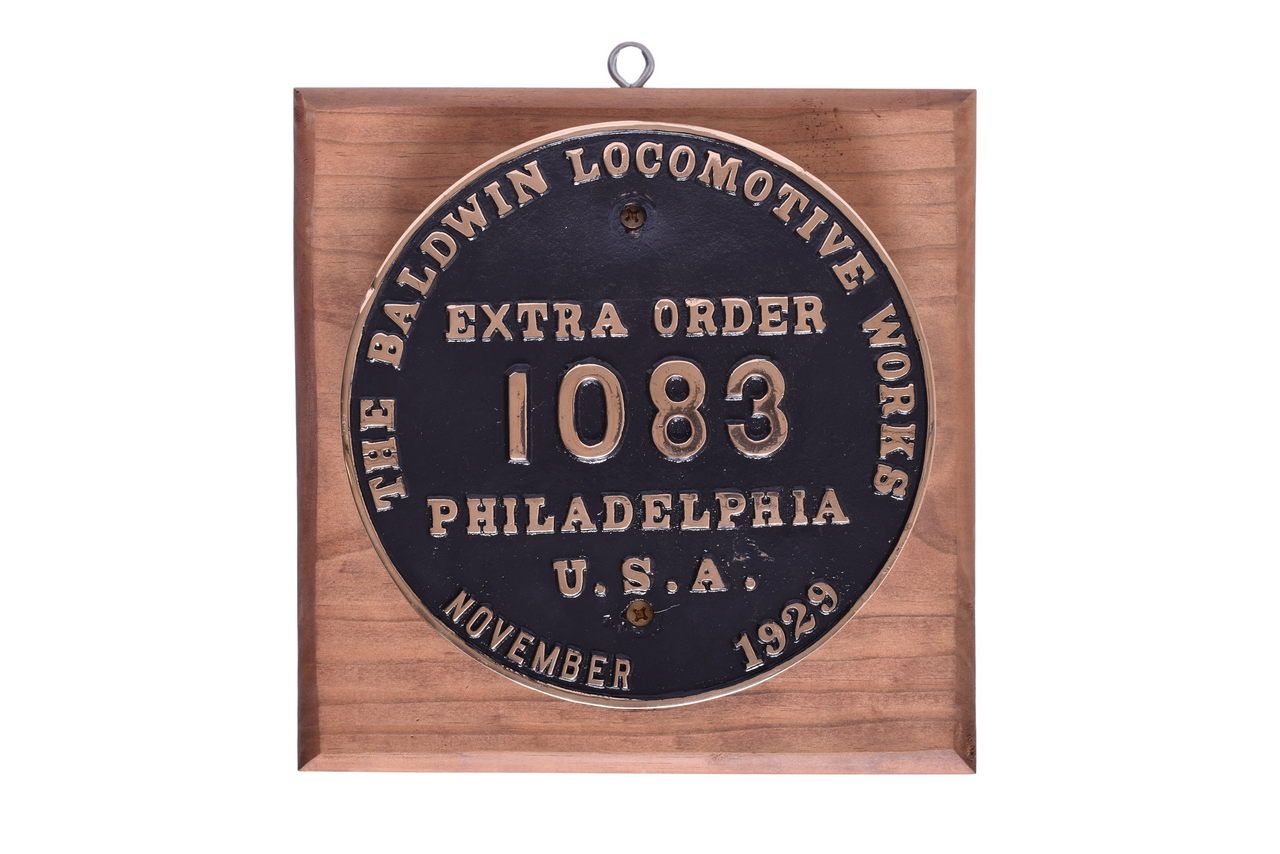 THE BALDWIN LOCOMOTIVE WORKS
EXTRA ORDER
1083
PHILADELPHIA
U.S.A.
NOVEMBER 1929